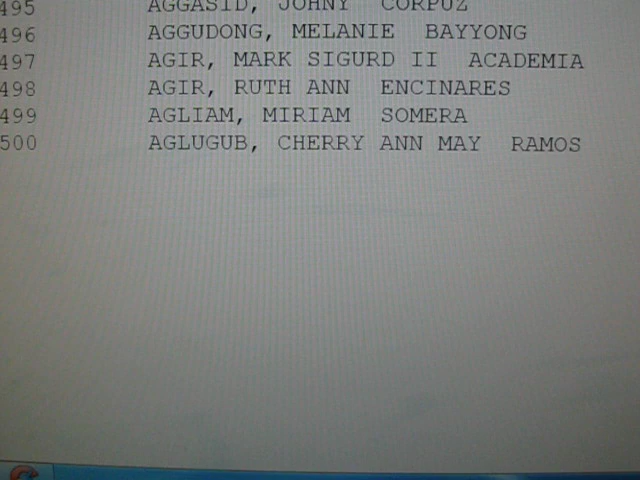 495 AGGASID, JOHNY CORPUZ
496 AGGUDONG, MELANIE BAYYONG
497 AGIR, MARK SIGURD II ACADEMIA
498 AGIR, RUTH ANN ENCINARES
499 AGLIAM, MIRIAM SOMERA
500 AGLUGUB, CHERRY ANN MAY RAMOS